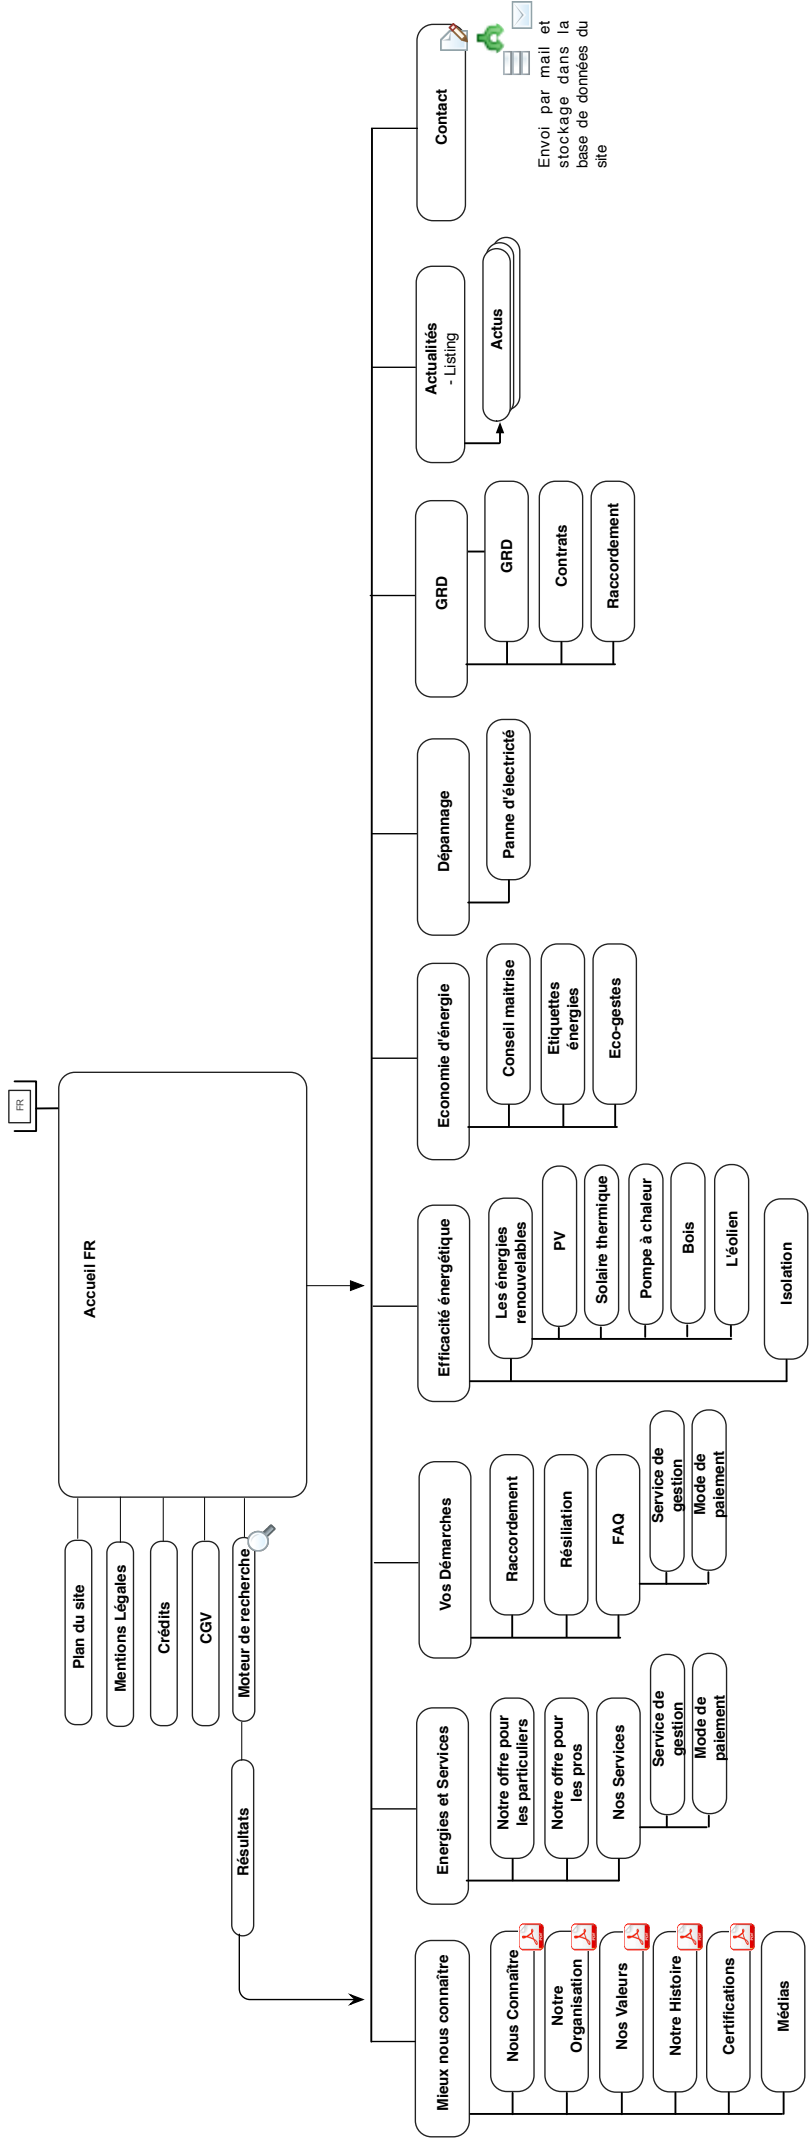 FR
Accueil FR
Plan du site
Mentions Légales
Crédits
CGV
Moteur de recherche
Résultats
Mieux nous connaître
Nous Connaître
Notre
Organisation
Nos Valeurs
Notre Histoire
Certifications
Médias
Energies et Services
Notre offre pour
les particuliers
Notre offre pour
les pros
Nos Services
Service de
gestion
Mode de
paiement
Vos Démarches
Raccordement
Résiliation
FAQ
Service de
gestion
Mode de
paiement
Efficacité énergétique
Les énergies
renouvelables
PV
Solaire thermique
Pompe à chaleur
Bois
L'éolien
Isolation
Economie d'énergie
Conseil maitrise
Etiquettes
énergies
Eco-gestes
Dépannage
Panne d'électricté
GRD
GRD
Contrats
Raccordement
Actualités
- Listing
Actus
Contact
Envoi par mail et
stockage dans la
base de données du
site